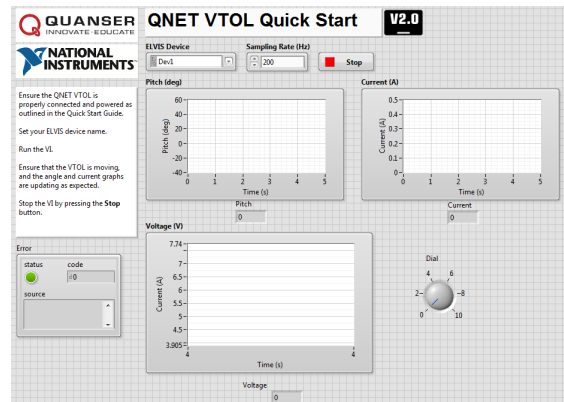 QUANSER
INNOVATE·EDUCATE
QNET VTOL Quick Start
V2.0
NATIONAL
INSTRUMENTS
ELVIS Device
Sampling Rate (Hz)
Dev1
200
Stop
Ensure the QNET VTOL is
properly connected and powered as
outlined in the Quick Start Guide.
Set your ELVIS device name.
Run the VI.
Ensure that the VTOL is moving,
and the angle and current graphs
are updating as expected.
Stop the VI by pressing the Stop
button.
Pitch (deg)
Pitch (deg)
60
40
20
0
-20
-40
0 1 2 3 4 5
Time (s)
Pitch
0
Current (A)
Current (A)
0.5
0.4
0.3
0.2
0.1
0
0 1 2 3 4 5
Time (s)
Current
0
Voltage (V)
Current (A)
7.74
7
6.5
6
5.5
5
4.5
3.905
4 4
Time (s)
Voltage
0
Error
status
code
0
source
Dial
0 2 4 6 8 10